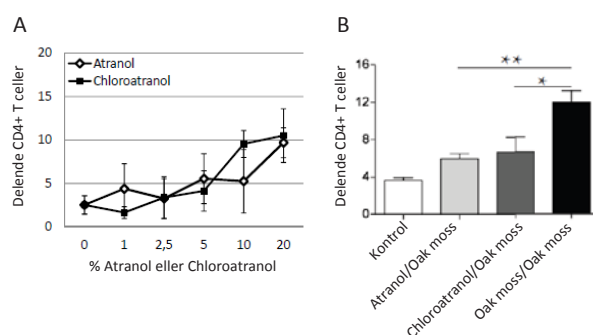 A
Delende CD4+ T celler
20
15
10
5
0
Atranol
Chloroatranol
0 1 2,5 5 10 20
% Atranol eller Chloroatranol
B
Delende CD4+ T celler
16
12
8
4
0
**
*
Kontrol
Atranol/Oak moss
Chloroatranol/Oak moss
Oak moss/Oak moss